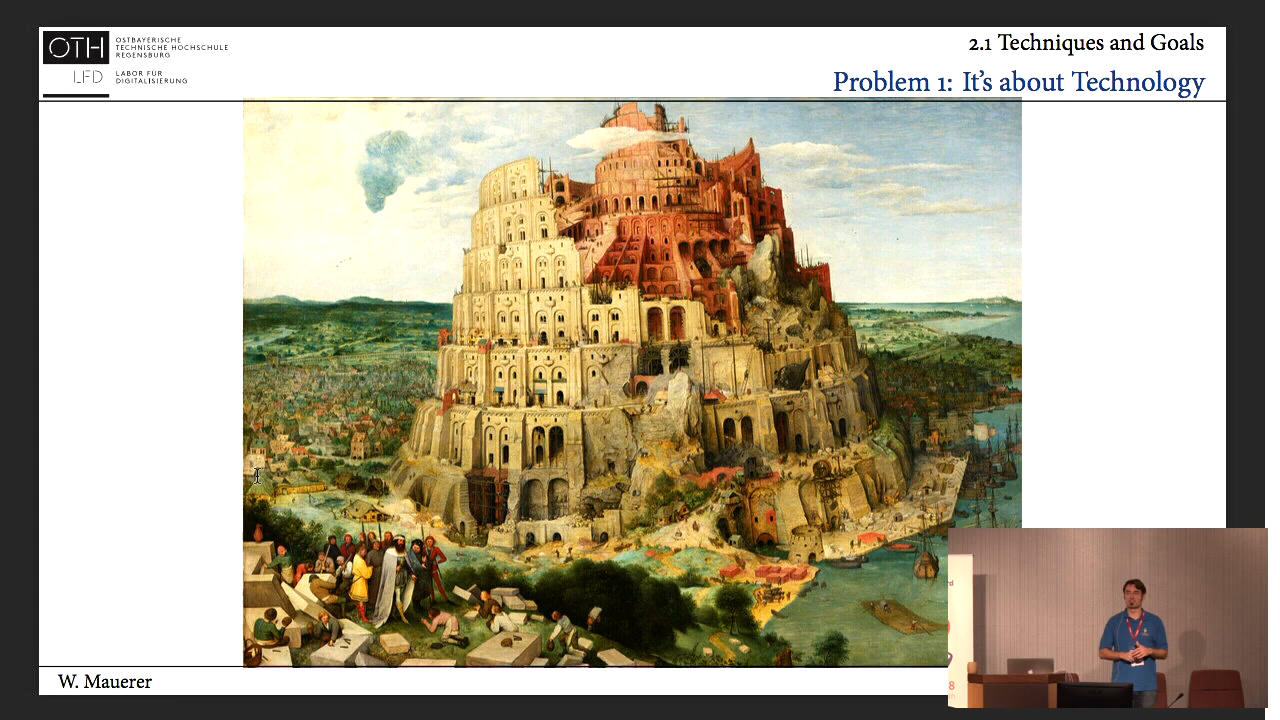 OTH
OSTBAYERISCHE
TECHNISCHE HOCHSCHULE
REGENSBURG
LFD
LABOR FÜR
DIGITALISIERUNG
2.1 Techniques and Goals
Problem 1: It's about Technology
W. Mauerer